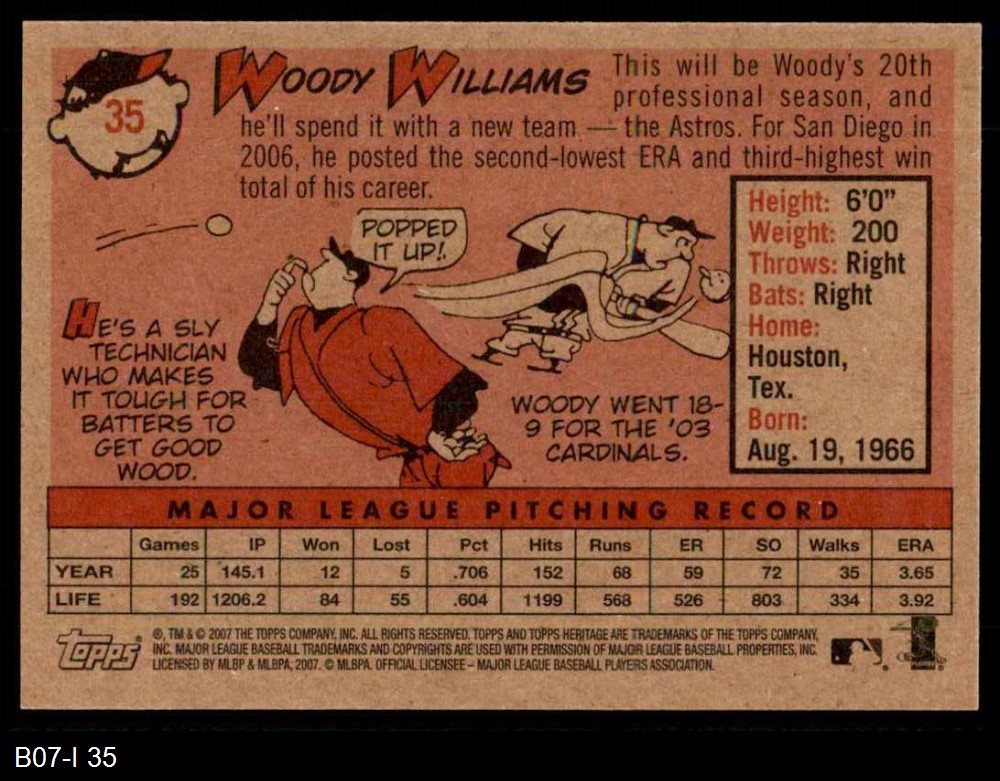 35
WOODY WILLIAMS
This will be Woody's 20th
professional season, and
he'll spend it with a new team — the Astros. For San Diego in
2006, he posted the second-lowest ERA and third-highest win
total of his career.
POPPED
IT UP!
HE'S A SLY
TECHNICIAN
WHO MAKES
IT TOUGH FOR
BATTERS TO
GET GOOD
WOOD.
WOODY WENT 18-
9 FOR THE '03
CARDINALS.
Height: 6'0"
Weight: 200
Throws: Right
Bats: Right
Home:
Houston,
Tex.
Born:
Aug. 19, 1966
MAJOR LEAGUE PITCHING RECORD
Games IP Won Lost Pct Hits Runs ER SO Walks ERA
YEAR 25 145.1 12 5 .706 152 68 59 72 35 3.65
LIFE 192 1206.2 84 55 .604 1199 568 526 803 334 3.92
Topps
®, TM & © 2007 THE TOPPS COMPANY, INC. ALL RIGHTS RESERVED. TOPPS AND TOPPS HERITAGE ARE TRADEMARKS OF THE TOPPS COMPANY,
INC. MAJOR LEAGUE BASEBALL TRADEMARKS AND COPYRIGHTS ARE USED WITH PERMISSION OF MAJOR LEAGUE BASEBALL PROPERTIES, INC.
LICENSED BY MLBP & MLBPA, 2007. © MLBPA. OFFICIAL LICENSEE – MAJOR LEAGUE BASEBALL PLAYERS ASSOCIATION.
B07-I 35